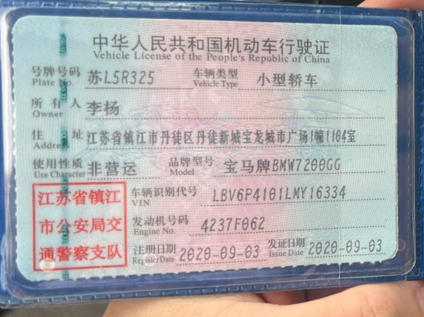 中华人民共和国机动车行驶证
Vehicle License of the People's Republic of China
号牌号码 苏L5R325 车辆类型 小型轿车
Plate No. Vehicle Type
所有人 李杨
Owner
住址 江苏省镇江市丹徒区丹徒新城宝龙城市广场1幢1104室
Address
使用性质 非营运 品牌型号 宝马牌BMW7200GG
Use Character Model
江苏省镇江
市公安局交
通警察支队
车辆识别代号 LBV6P4101LMY16334
VIN
发动机号码 4237F062
Engine No.
注册日期 2020-09-03 发证日期 2020-09-03
Register Date Issue Date